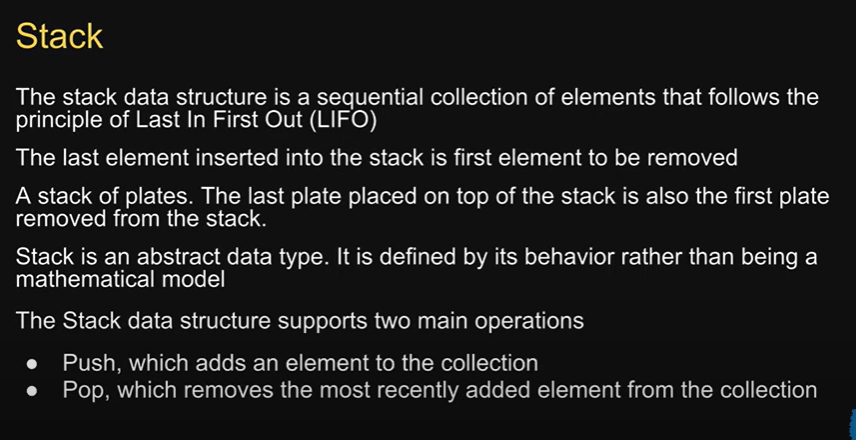 Stack
The stack data structure is a sequential collection of elements that follows the
principle of Last In First Out (LIFO)
The last element inserted into the stack is first element to be removed
A stack of plates. The last plate placed on top of the stack is also the first plate
removed from the stack.
Stack is an abstract data type. It is defined by its behavior rather than being a
mathematical model
The Stack data structure supports two main operations
● Push, which adds an element to the collection
● Pop, which removes the most recently added element from the collection